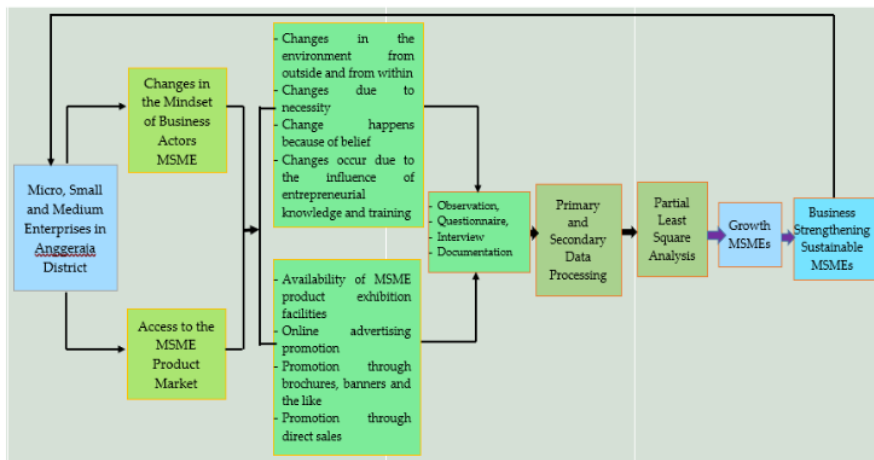 Micro, Small
and Medium
Enterprises in
Anggeraja
District
Changes in
the Mindset
of Business
Actors
MSME
Access to the
MSME
Product
Market
- Changes in the
environment from
outside and from within
- Changes due to
necessity
- Change happens
because of belief
- Changes occur due to
the influence of
entrepreneurial
knowledge and training
- Availability of MSME
product exhibition
facilities
- Online advertising
promotion
- Promotion through
brochures, banners and
the like
- Promotion through
direct sales
- Observation,
- Questionnaire,
- Interview
- Documentation
Primary
and
Secondary
Data
Processing
Partial
Least
Square
Analysis
Growth
MSMEs
Business
Strengthening
Sustainable
MSMEs